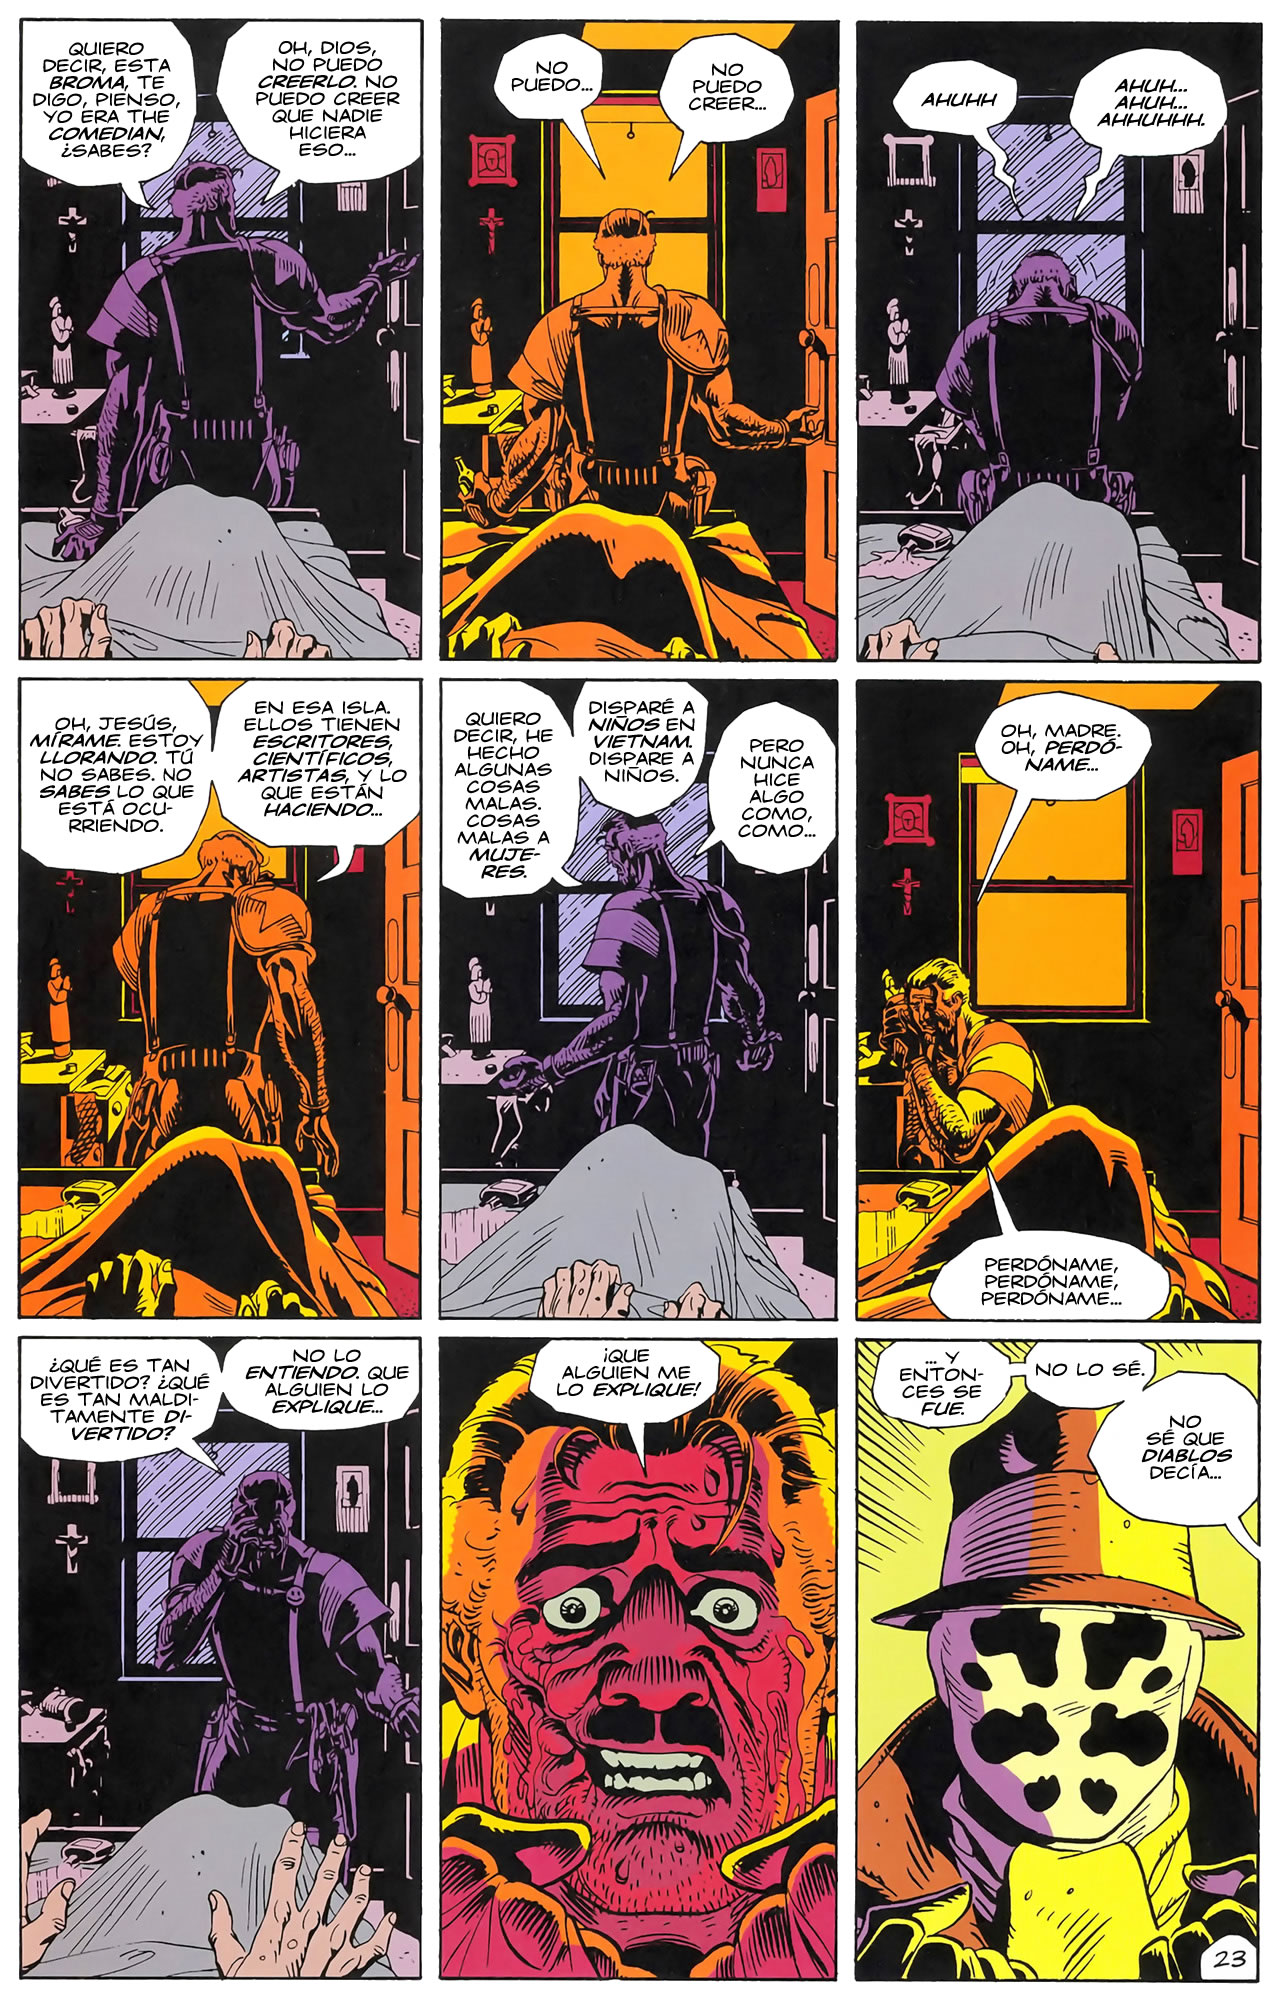 QUIERO
DECIR, ESTA
BROMA, TE
DIGO, PIENSO,
YO ERA THE
COMEDIAN,
¿SABES?
OH, DIOS,
NO PUEDO
CREERLO. NO
PUEDO CREER
QUE NADIE
HICIERA
ESO...
NO
PUEDO...
NO
PUEDO
CREER...
AHUHH
AHUH...
AHUH...
AHHUHHH.
OH, JESÚS,
MÍRAME. ESTOY
LLORANDO. TÚ
NO SABES. NO
SABES LO QUE
ESTÁ OCU-
RRIENDO.
EN ESA ISLA.
ELLOS TIENEN
ESCRITORES,
CIENTÍFICOS,
ARTISTAS, Y LO
QUE ESTÁN
HACIENDO...
QUIERO
DECIR, HE
HECHO
ALGUNAS
COSAS
MALAS.
COSAS
MALAS A
MUJE-
RES.
DISPARÉ A
NIÑOS EN
VIETNAM.
DISPARE A
NIÑOS.
PERO
NUNCA
HICE
ALGO
COMO,
COMO...
OH, MADRE.
OH, PERDÓ-
NAME...
PERDÓNAME,
PERDÓNAME,
PERDÓNAME...
¿QUÉ ES TAN
DIVERTIDO? ¿QUÉ
ES TAN MALDI-
TAMENTE DI-
VERTIDO?
NO LO
ENTIENDO. QUE
ALGUIEN LO
EXPLIQUE...
¡QUE
ALGUIEN ME
LO EXPLIQUE!
... Y
ENTON-
CES SE
FUE.
NO LO SÉ.
NO
SÉ QUE
DIABLOS
DECÍA...
23